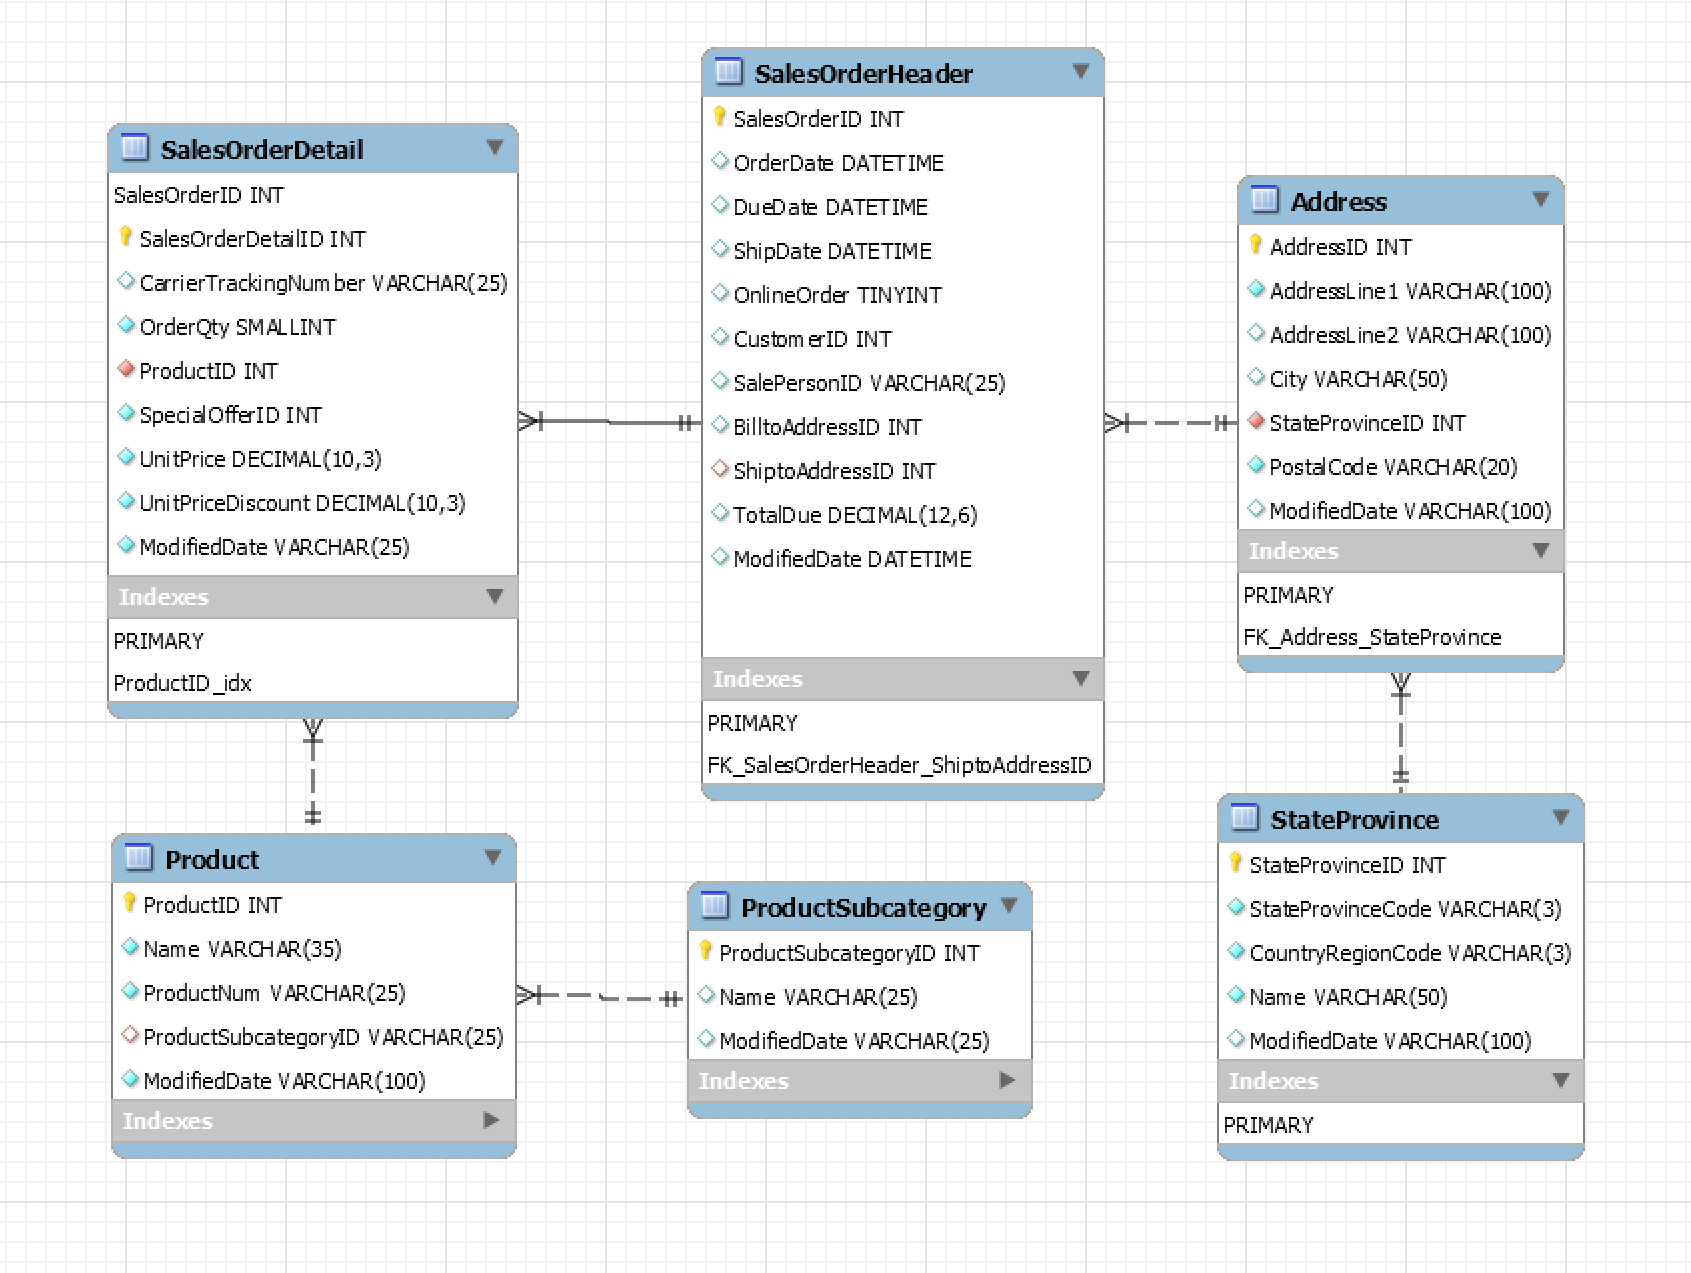 SalesOrderDetail
SalesOrderID INT
SalesOrderDetailID INT
CarrierTrackingNumber VARCHAR(25)
OrderQty SMALLINT
ProductID INT
SpecialOfferID INT
UnitPrice DECIMAL(10,3)
UnitPriceDiscount DECIMAL(10,3)
ModifiedDate VARCHAR(25)
Indexes
PRIMARY
ProductID_idx
SalesOrderHeader
SalesOrderID INT
OrderDate DATETIME
DueDate DATETIME
ShipDate DATETIME
OnlineOrder TINYINT
CustomerID INT
SalePersonID VARCHAR(25)
BilltoAddressID INT
ShiptoAddressID INT
TotalDue DECIMAL(12,6)
ModifiedDate DATETIME
Indexes
PRIMARY
FK_SalesOrderHeader_ShiptoAddressID
Address
AddressID INT
AddressLine1 VARCHAR(100)
AddressLine2 VARCHAR(100)
City VARCHAR(50)
StateProvinceID INT
PostalCode VARCHAR(20)
ModifiedDate VARCHAR(100)
Indexes
PRIMARY
FK_Address_StateProvince
Product
ProductID INT
Name VARCHAR(35)
ProductNum VARCHAR(25)
ProductSubcategoryID VARCHAR(25)
ModifiedDate VARCHAR(100)
Indexes
ProductSubcategory
ProductSubcategoryID INT
Name VARCHAR(25)
ModifiedDate VARCHAR(25)
Indexes
StateProvince
StateProvinceID INT
StateProvinceCode VARCHAR(3)
CountryRegionCode VARCHAR(3)
Name VARCHAR(50)
ModifiedDate VARCHAR(100)
Indexes
PRIMARY